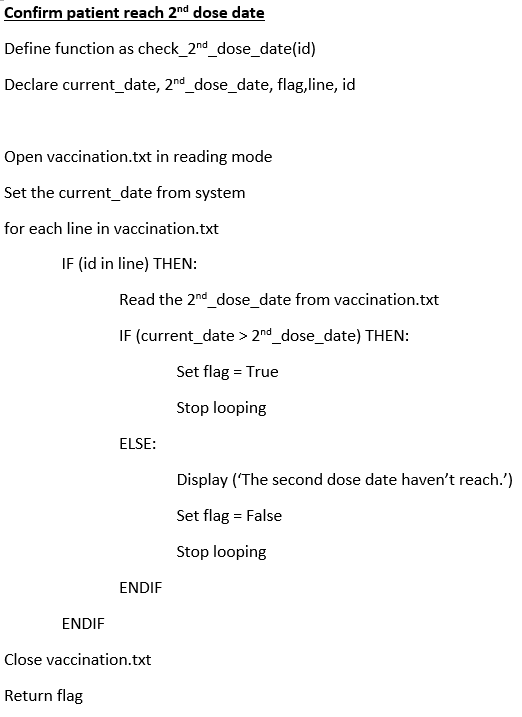 Confirm patient reach 2nd dose date
Define function as check_2nd_dose_date(id)
Declare current_date, 2nd_dose_date, flag,line, id
Open vaccination.txt in reading mode
Set the current_date from system
for each line in vaccination.txt
IF (id in line) THEN:
Read the 2nd_dose_date from vaccination.txt
IF (current_date > 2nd_dose_date) THEN:
Set flag = True
Stop looping
ELSE:
Display (‘The second dose date haven’t reach.’)
Set flag = False
Stop looping
ENDIF
ENDIF
Close vaccination.txt
Return flag